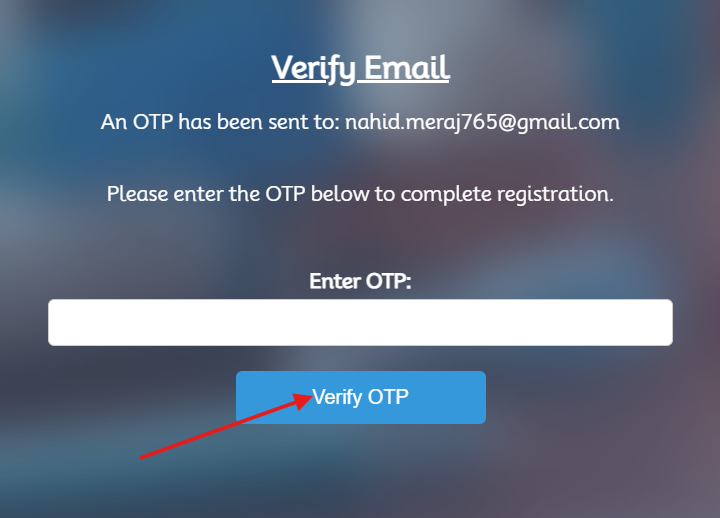 Verify Email
An OTP has been sent to: nahid.meraj765@gmail.com
Please enter the OTP below to complete registration.
Enter OTP:
Verify OTP